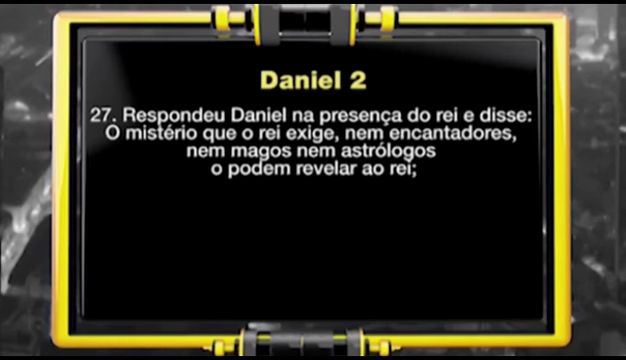 Daniel 2
27. Respondeu Daniel na presença do rei e disse:
O mistério que o rei exige, nem encantadores,
nem magos nem astrólogos
o podem revelar ao rei;